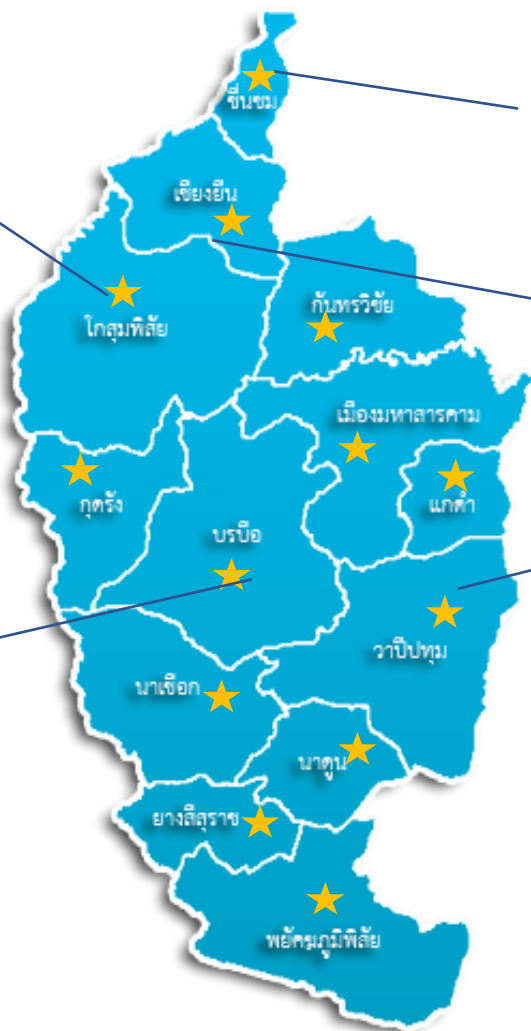 ชื่นชม
เชียงยืน
กันทรวิชัย
โกสุมพิสัย
เมืองมหาสารคาม
กุดรัง
แกดำ
บรบือ
วาปีปทุม
นาเชือก
นาดูน
ยางสีสุราช
พยัคฆภูมิพิสัย